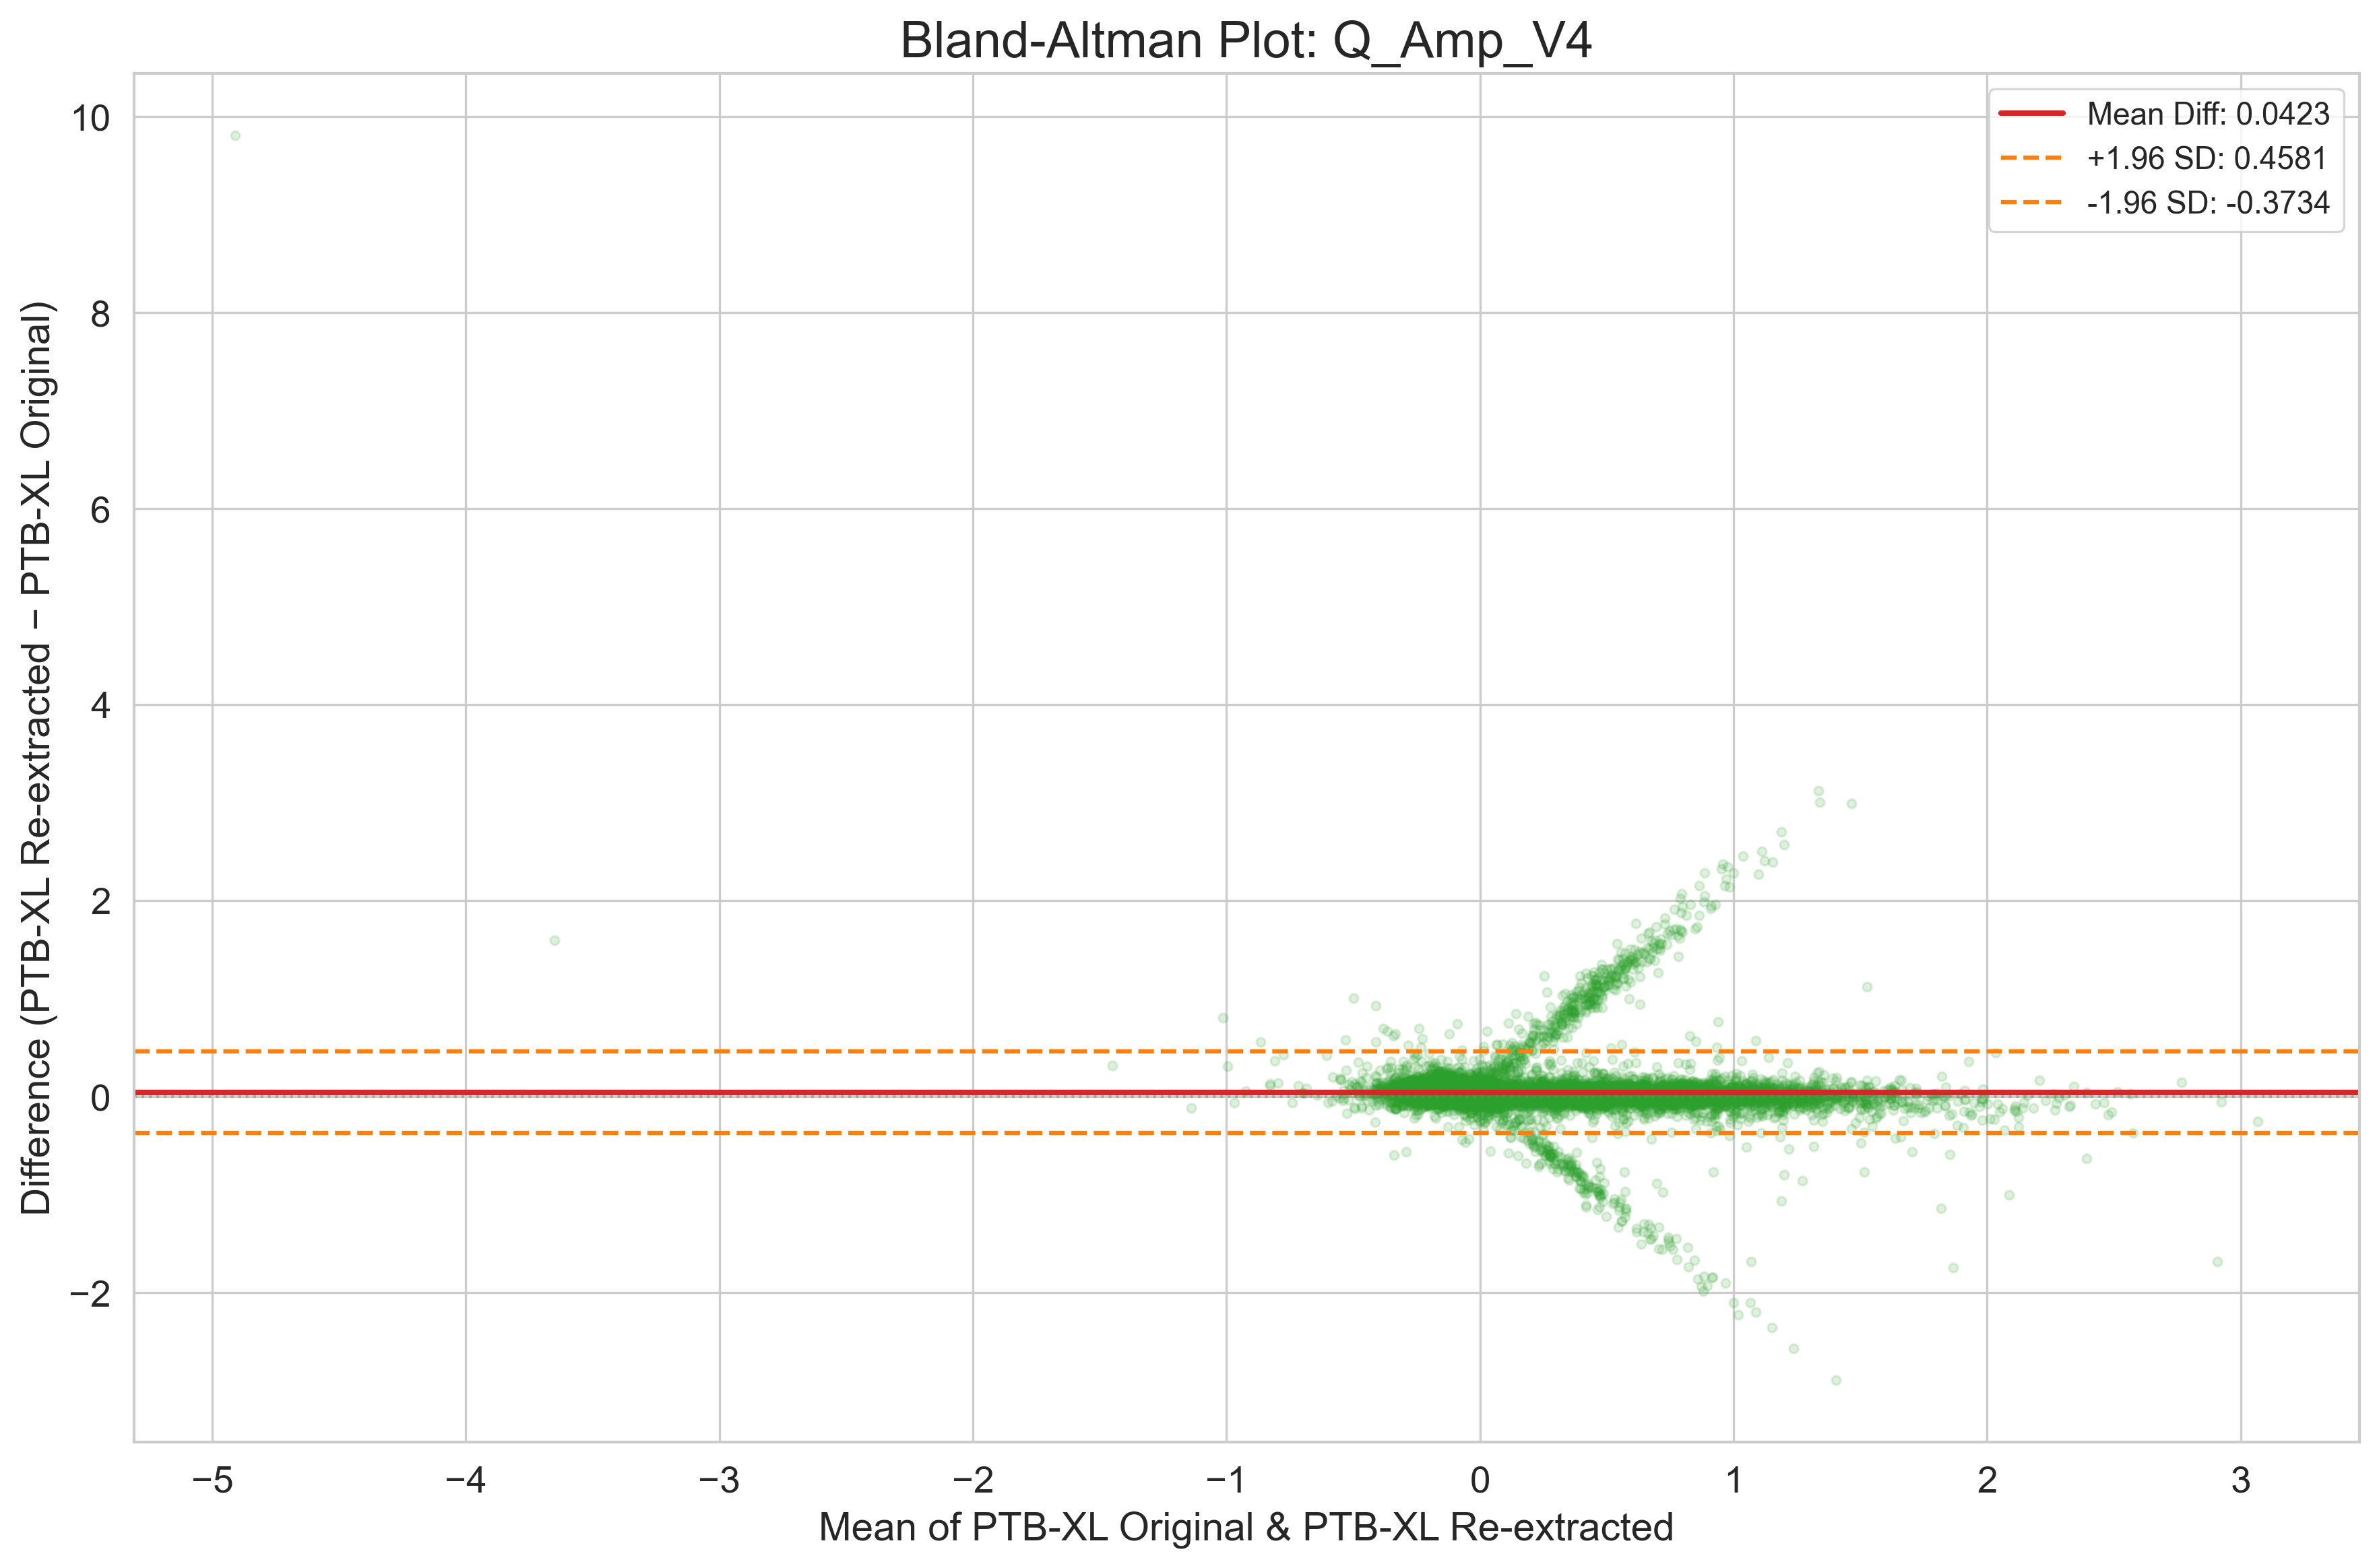 Bland-Altman Plot: Q_Amp_V4
Mean Diff: 0.0423
+1.96 SD: 0.4581
-1.96 SD: -0.3734
Difference (PTB-XL Re-extracted − PTB-XL Original)
10
8
6
4
2
0
−2
−5
−4
−3
−2
−1
0
1
2
3
Mean of PTB-XL Original & PTB-XL Re-extracted